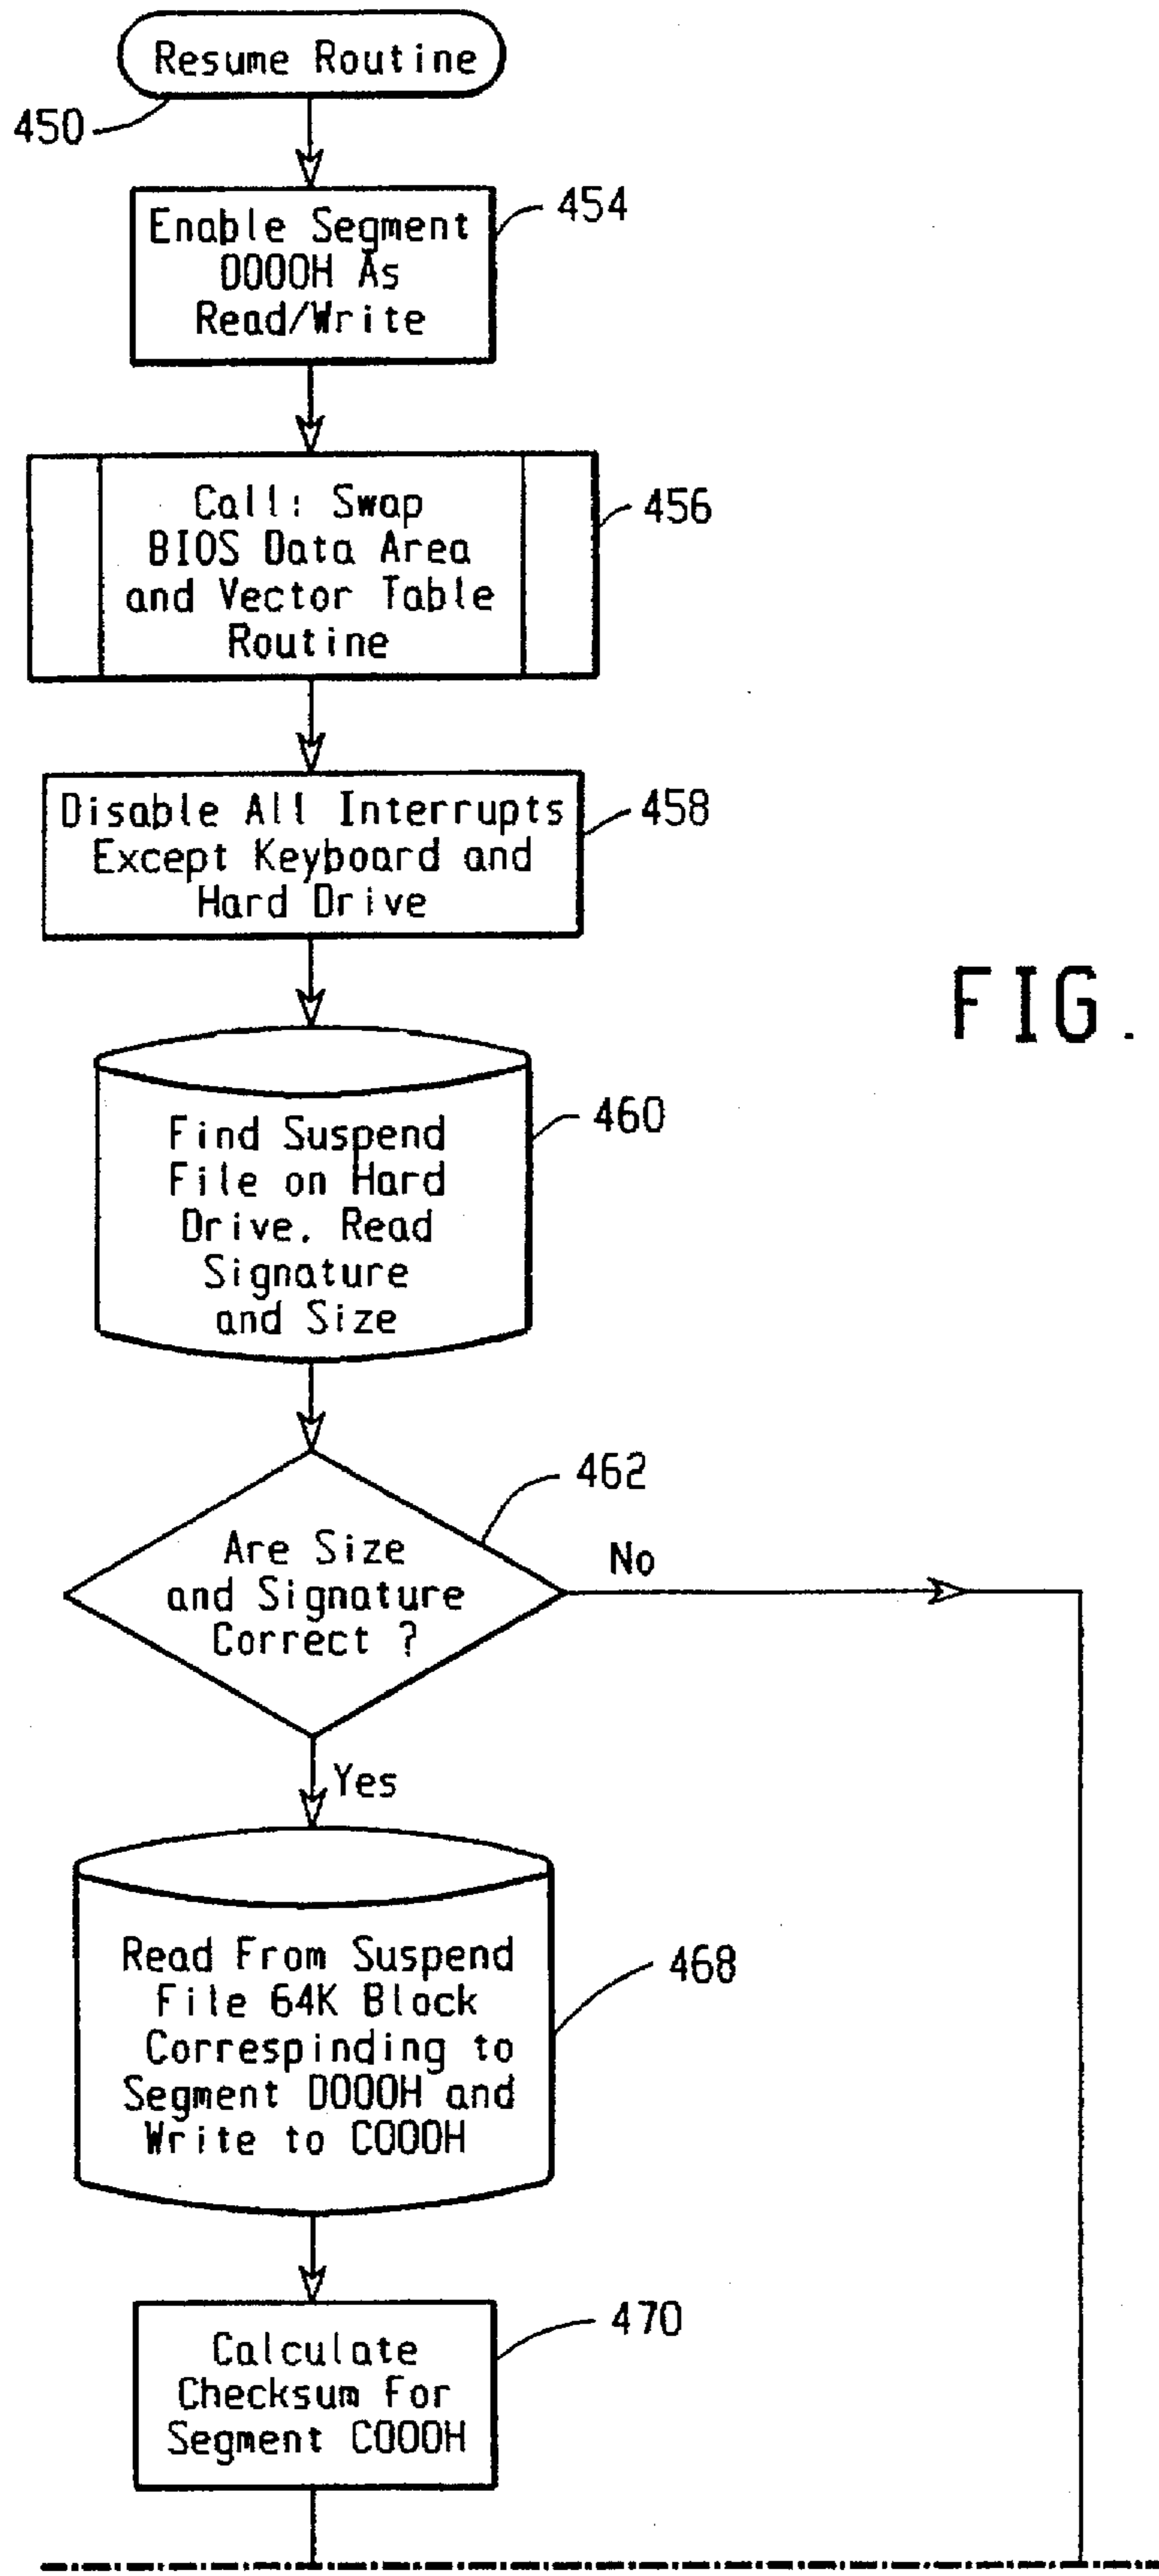 Resume Routine
450
454
Enable Segment
D000H As
Read/Write
456
Call: Swap
BIOS Data Area
and Vector Table
Routine
458
Disable All Interrupts
Except Keyboard and
Hard Drive
FIG.
460
Find Suspend
File on Hard
Drive. Read
Signature
and Size
462
Are Size
and Signature
Correct ?
No
Yes
468
Read From Suspend
File 64K Block
Correspinding to
Segment D000H and
Write to C000H
470
Calculate
Checksum For
Segment C000H